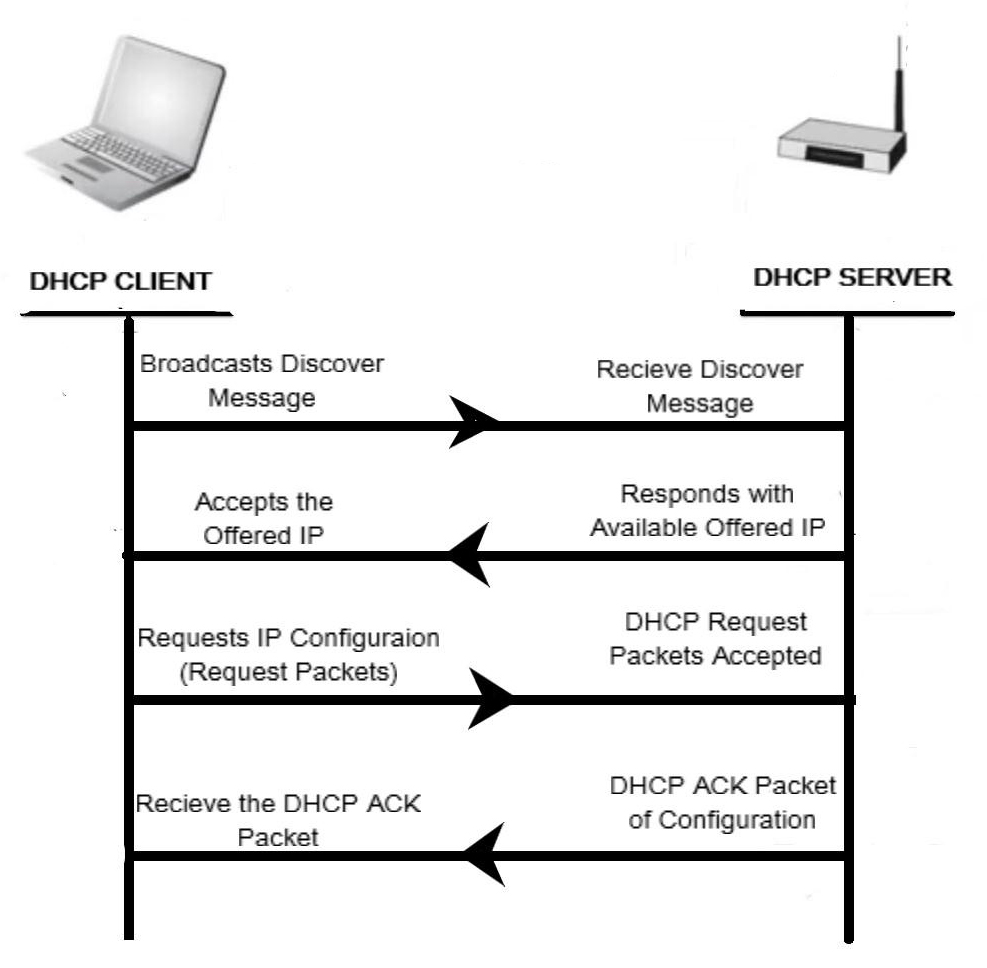 DHCP CLIENT
DHCP SERVER
Broadcasts Discover
Message
Recieve Discover
Message
Accepts the
Offered IP
Responds with
Available Offered IP
Requests IP Configuraion
(Request Packets)
DHCP Request
Packets Accepted
Recieve the DHCP ACK
Packet
DHCP ACK Packet
of Configuration